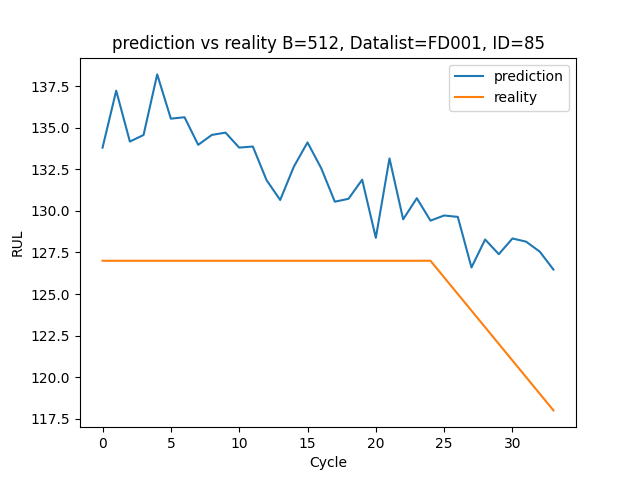 prediction vs reality B=512, Datalist=FD001, ID=85
prediction
reality
137.5
135.0
132.5
130.0
127.5
125.0
122.5
120.0
117.5
RUL
0 5 10 15 20 25 30
Cycle